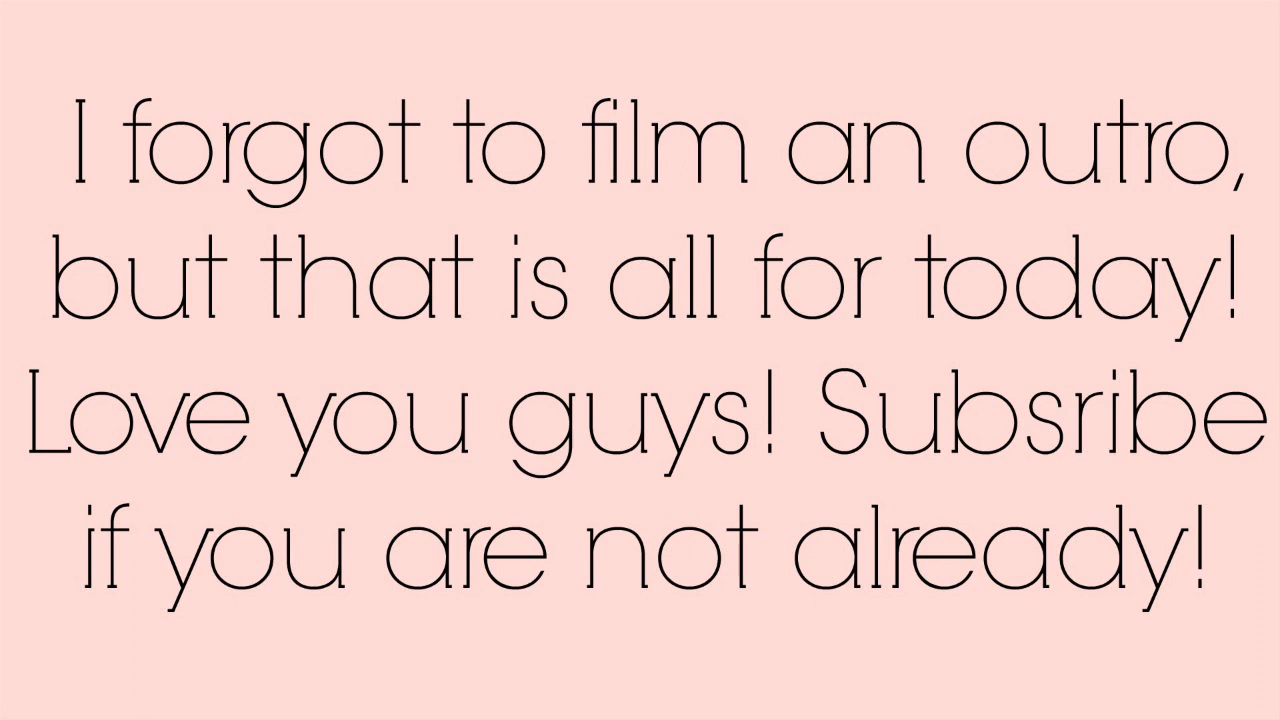 I forgot to film an outro,
but that is all for today!
Love you guys! Subsribe
if you are not already!